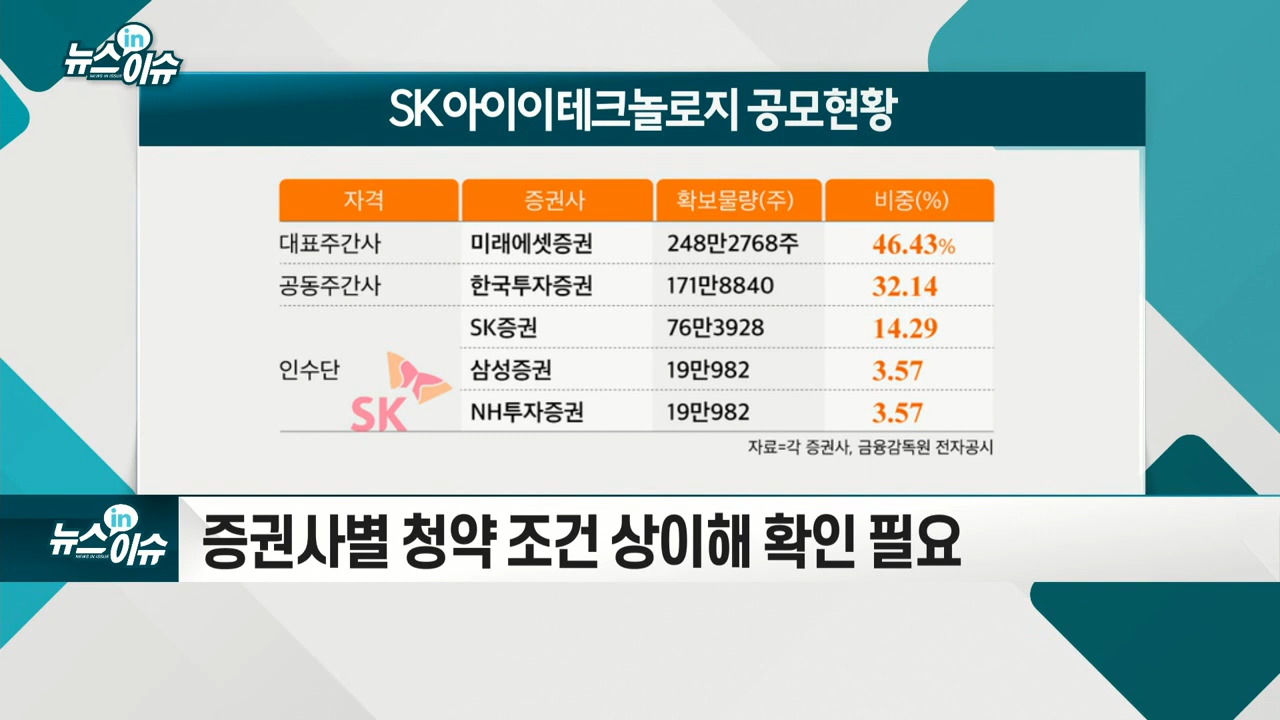 뉴스in이슈
NEWS IN ISSUE
SK아이이테크놀로지 공모현황
자격 증권사 확보물량(주) 비중(%)
대표주간사 미래에셋증권 248만2768주 46.43%
공동주간사 한국투자증권 171만8840 32.14
SK증권 76만3928 14.29
인수단 삼성증권 19만982 3.57
SK
NH투자증권 19만982 3.57
자료=각 증권사, 금융감독원 전자공시
뉴스in이슈
NEWS IN ISSUE
증권사별 청약 조건 상이해 확인 필요